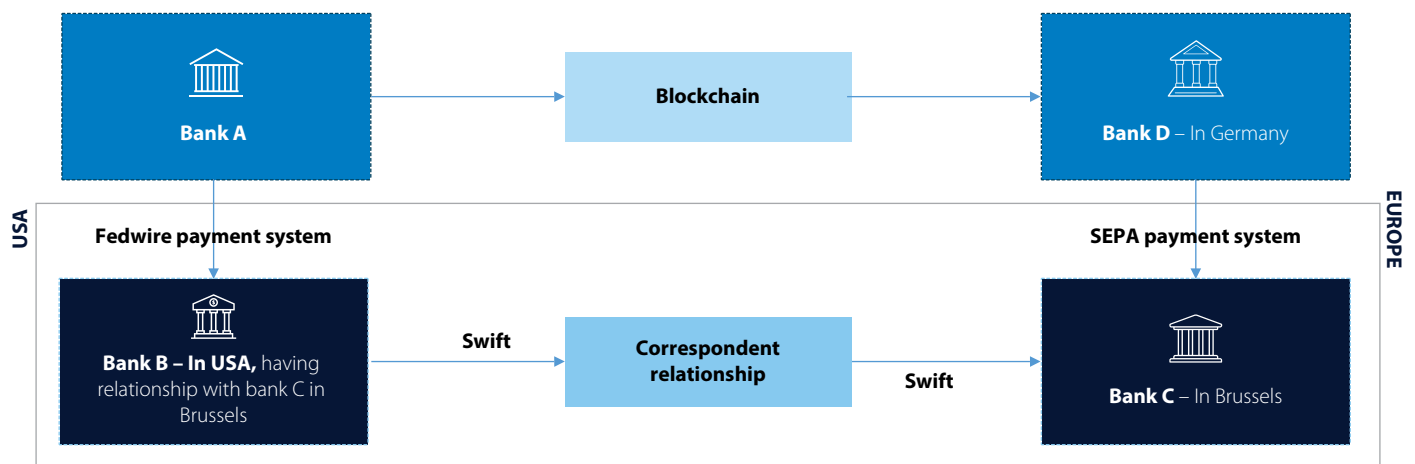 Bank A
Blockchain
Bank D – In Germany
USA
EUROPE
Fedwire payment system
SEPA payment system
Bank B – In USA, having
relationship with bank C in
Brussels
Swift
Correspondent
relationship
Swift
Bank C – In Brussels